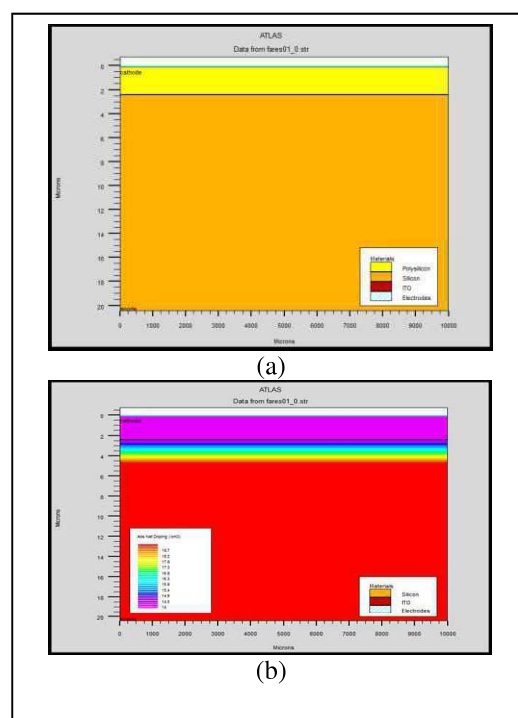 ATLAS
Data from fares01_0.str
cathode
0
2
4
6
8
10
12
14
16
18
20
Microns
Materials
Polysilicon
Silicon
ITO
Electrodes
anode
0 1000 2000 3000 4000 5000 6000 7000 8000 9000 10000
Microns
(a)
ATLAS
Data from fares01_0.str
cathode
0
2
4
6
8
10
12
14
16
18
20
Microns
Net Doping
Materials
Silicon
ITO
Electrodes
0 1000 2000 3000 4000 5000 6000 7000 8000 9000 10000
Microns
(b)